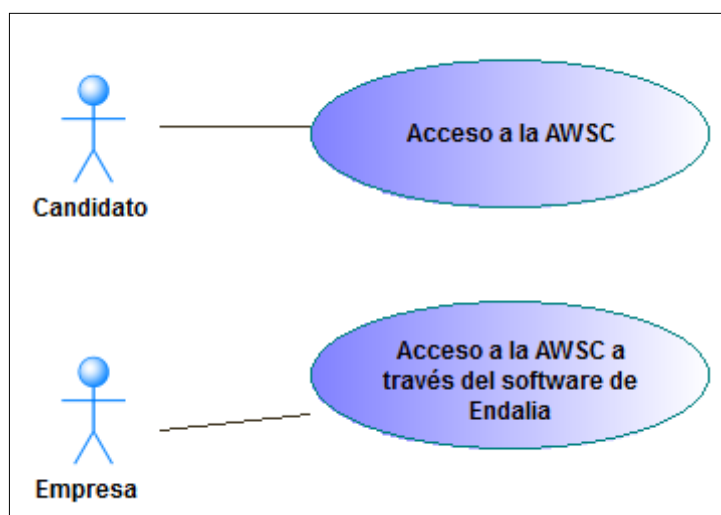 Acceso a la AWSC
Candidato
Acceso a la AWSC a
través del software de
Endalia
Empresa